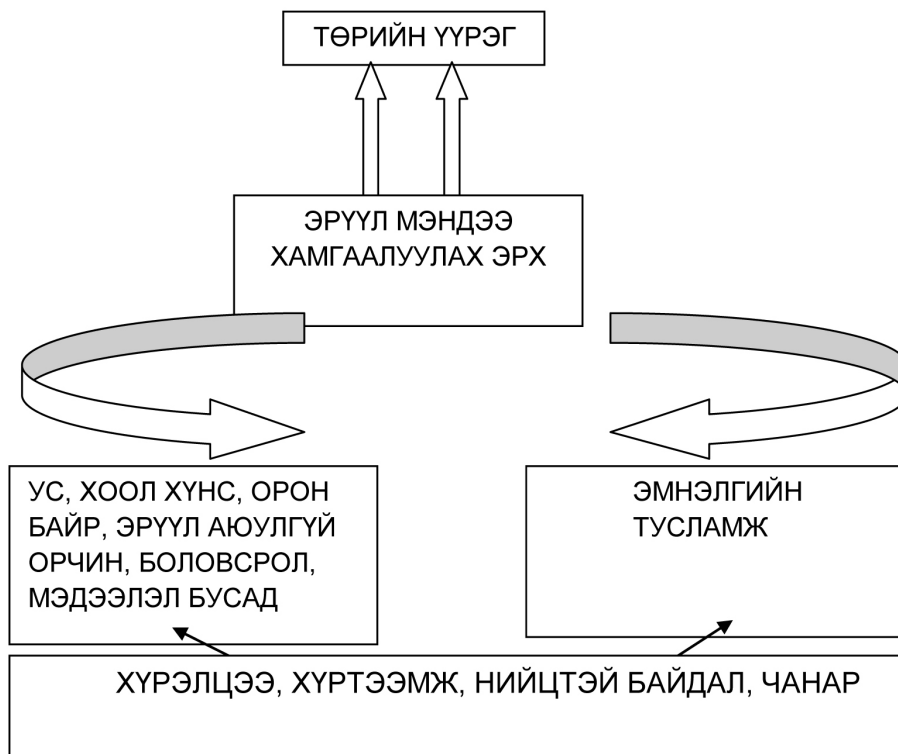 ТӨРИЙН ҮҮРЭГ
ЭРҮҮЛ МЭНДЭЭ
ХАМГААЛУУЛАХ ЭРХ
УС, ХООЛ ХҮНС, ОРОН
БАЙР, ЭРҮҮЛ АЮУЛГҮЙ
ОРЧИН, БОЛОВСРОЛ,
МЭДЭЭЛЭЛ БУСАД
ЭМНЭЛГИЙН
ТУСЛАМЖ
ХҮРЭЛЦЭЭ, ХҮРТЭЭМЖ, НИЙЦТЭЙ БАЙДАЛ, ЧАНАР